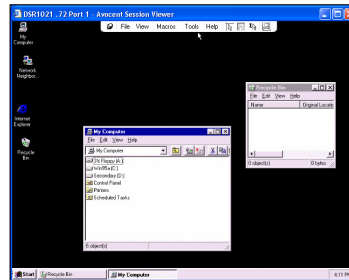 DSR1021 .72 Port 1 - Avocent Session Viewer
File View Macros Tools Help
My Computer
Network Neighbor...
Internet Explorer
Recycle Bin
Recycle Bin
File Edit View Help
Name Original Locatic
0 object(s) 0 bytes
My Computer
File Edit View Help
My Computer
3½ Floppy (A:)
Win95a (C:)
Secondary (D:)
Control Panel
Printers
Scheduled Tasks
6 object(s)
Start Recycle Bin My Computer 4:11 PM